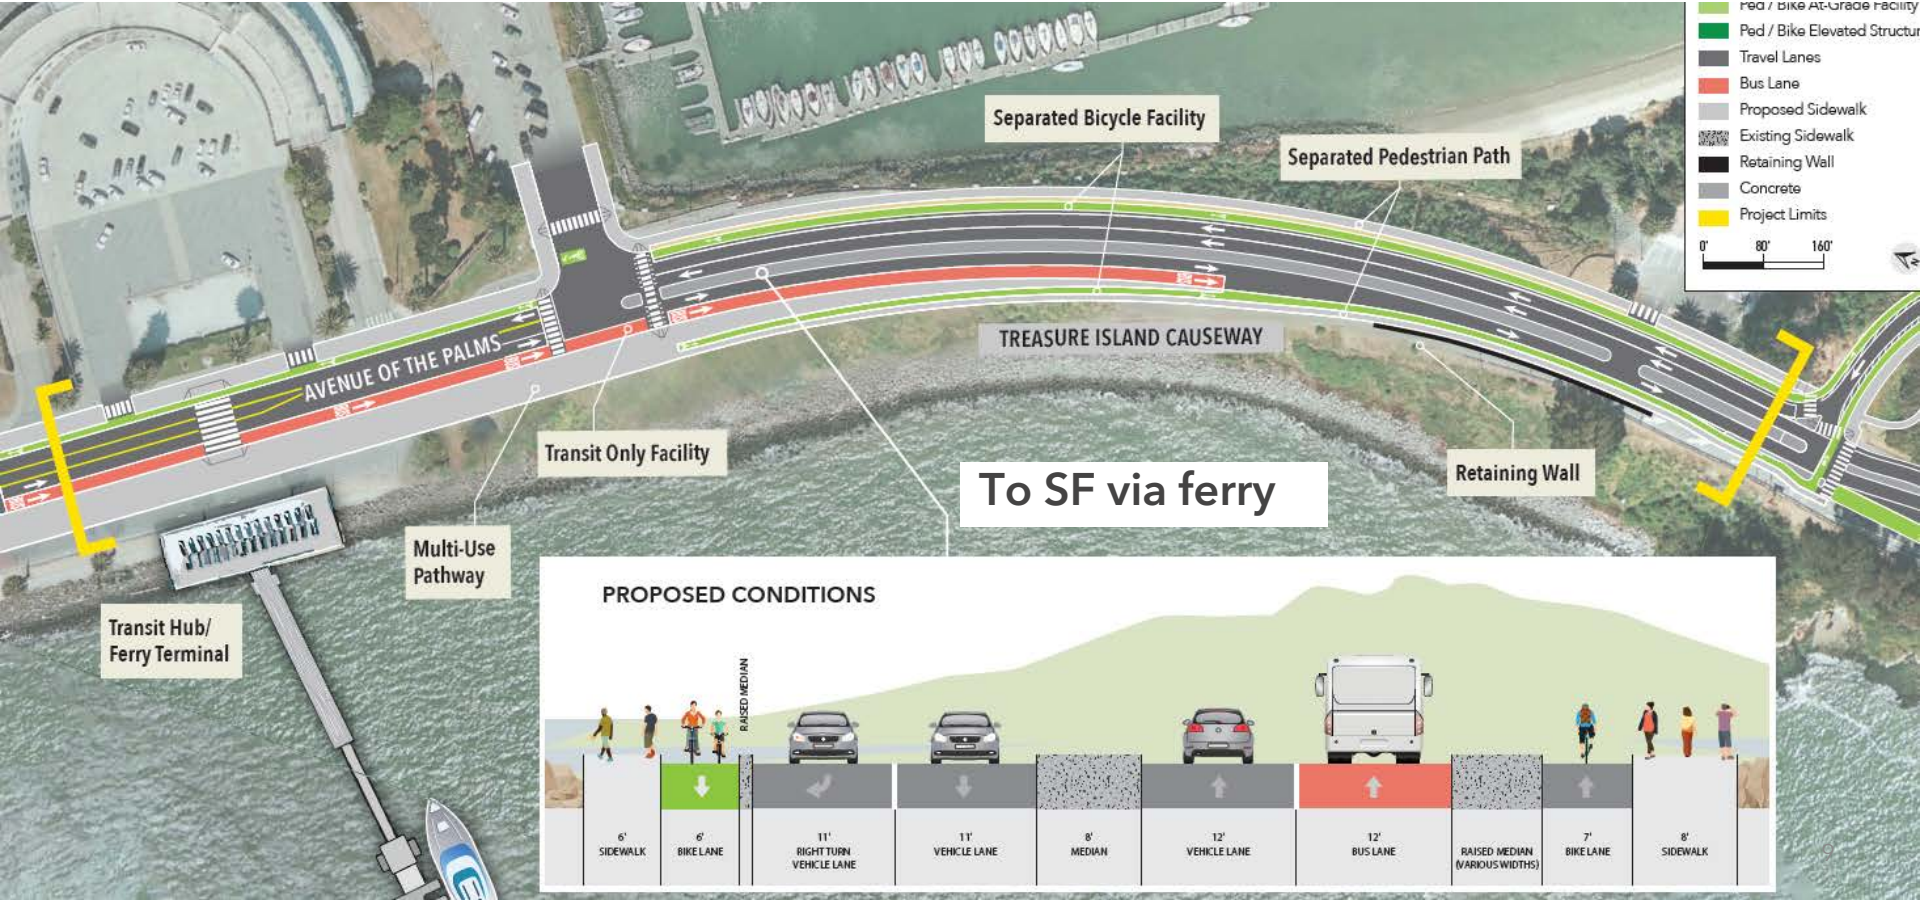 Ped / Bike At-Grade Facility
Ped / Bike Elevated Structur
Travel Lanes
Bus Lane
Proposed Sidewalk
Existing Sidewalk
Retaining Wall
Concrete
Project Limits
0'
80'
160'
N
Separated Bicycle Facility
Separated Pedestrian Path
AVENUE OF THE PALMS
TREASURE ISLAND CAUSEWAY
Transit Only Facility
Retaining Wall
To SF via ferry
Multi-Use
Pathway
Transit Hub/
Ferry Terminal
PROPOSED CONDITIONS
RAISED MEDIAN
6'
SIDEWALK
6'
BIKE LANE
11'
RIGHT TURN
VEHICLE LANE
11'
VEHICLE LANE
8'
MEDIAN
12'
VEHICLE LANE
12'
BUS LANE
RAISED MEDIAN
(VARIOUS WIDTHS)
7'
BIKE LANE
8'
SIDEWALK